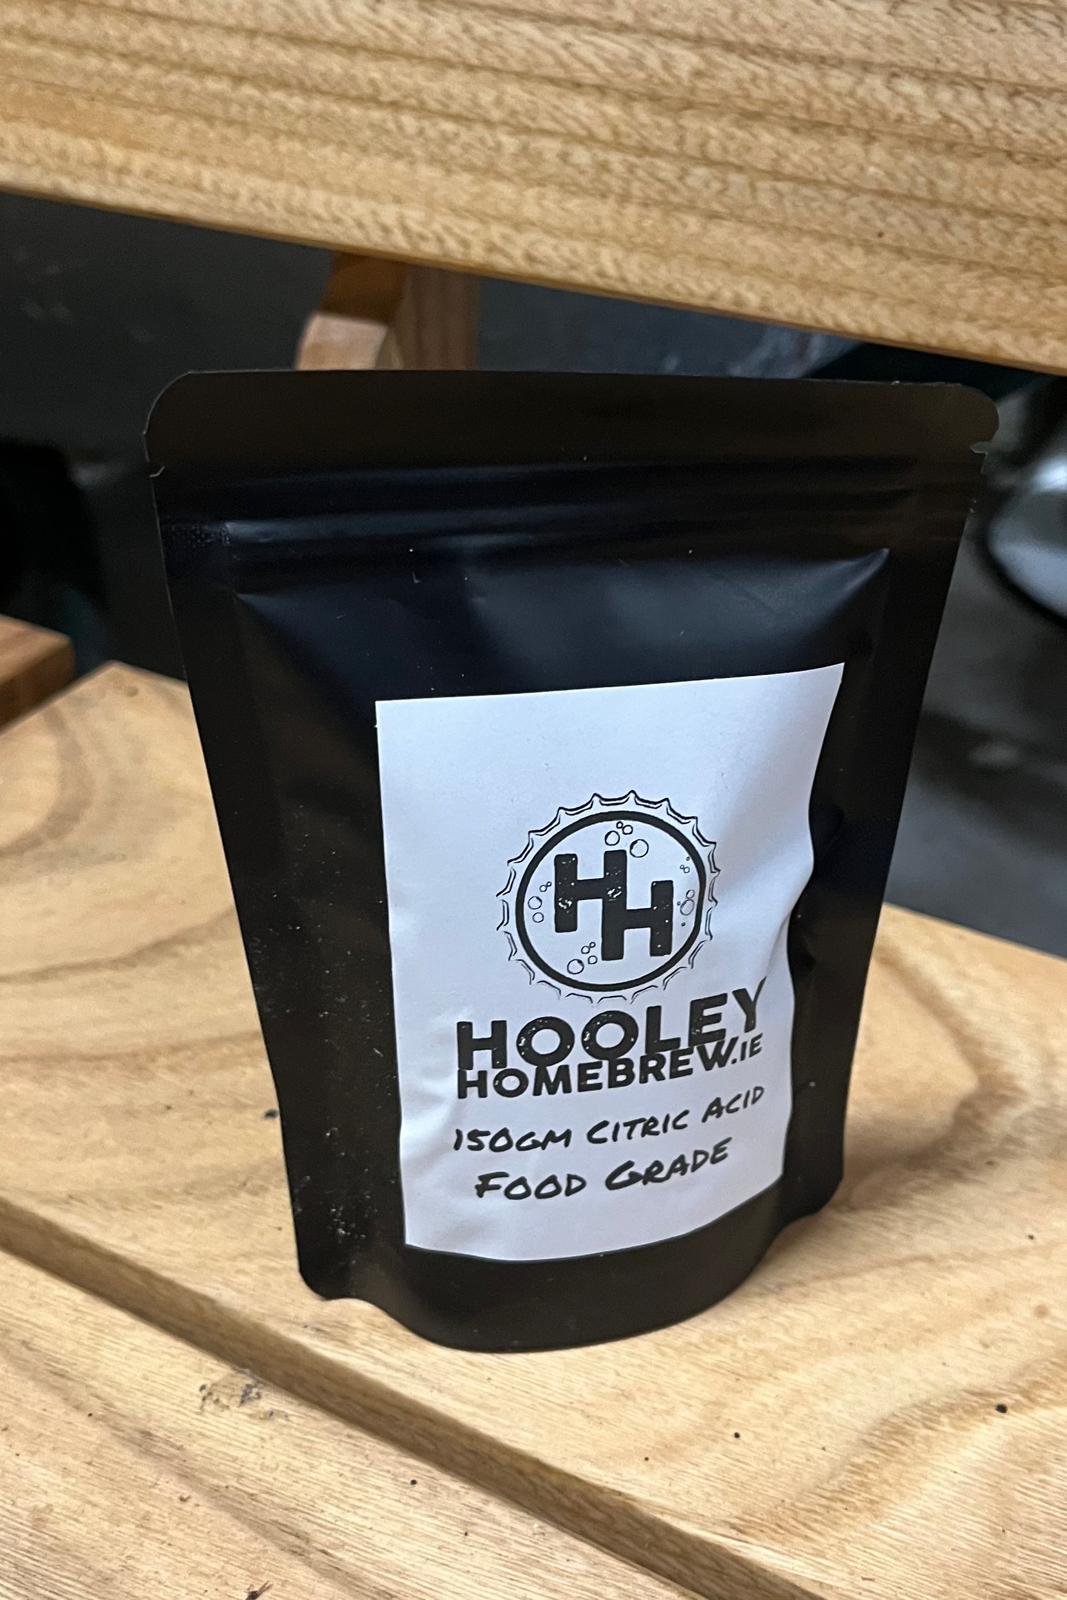 HH
HOOLEY
HOMEBREW.IE
150GM CITRIC ACID
FOOD GRADE